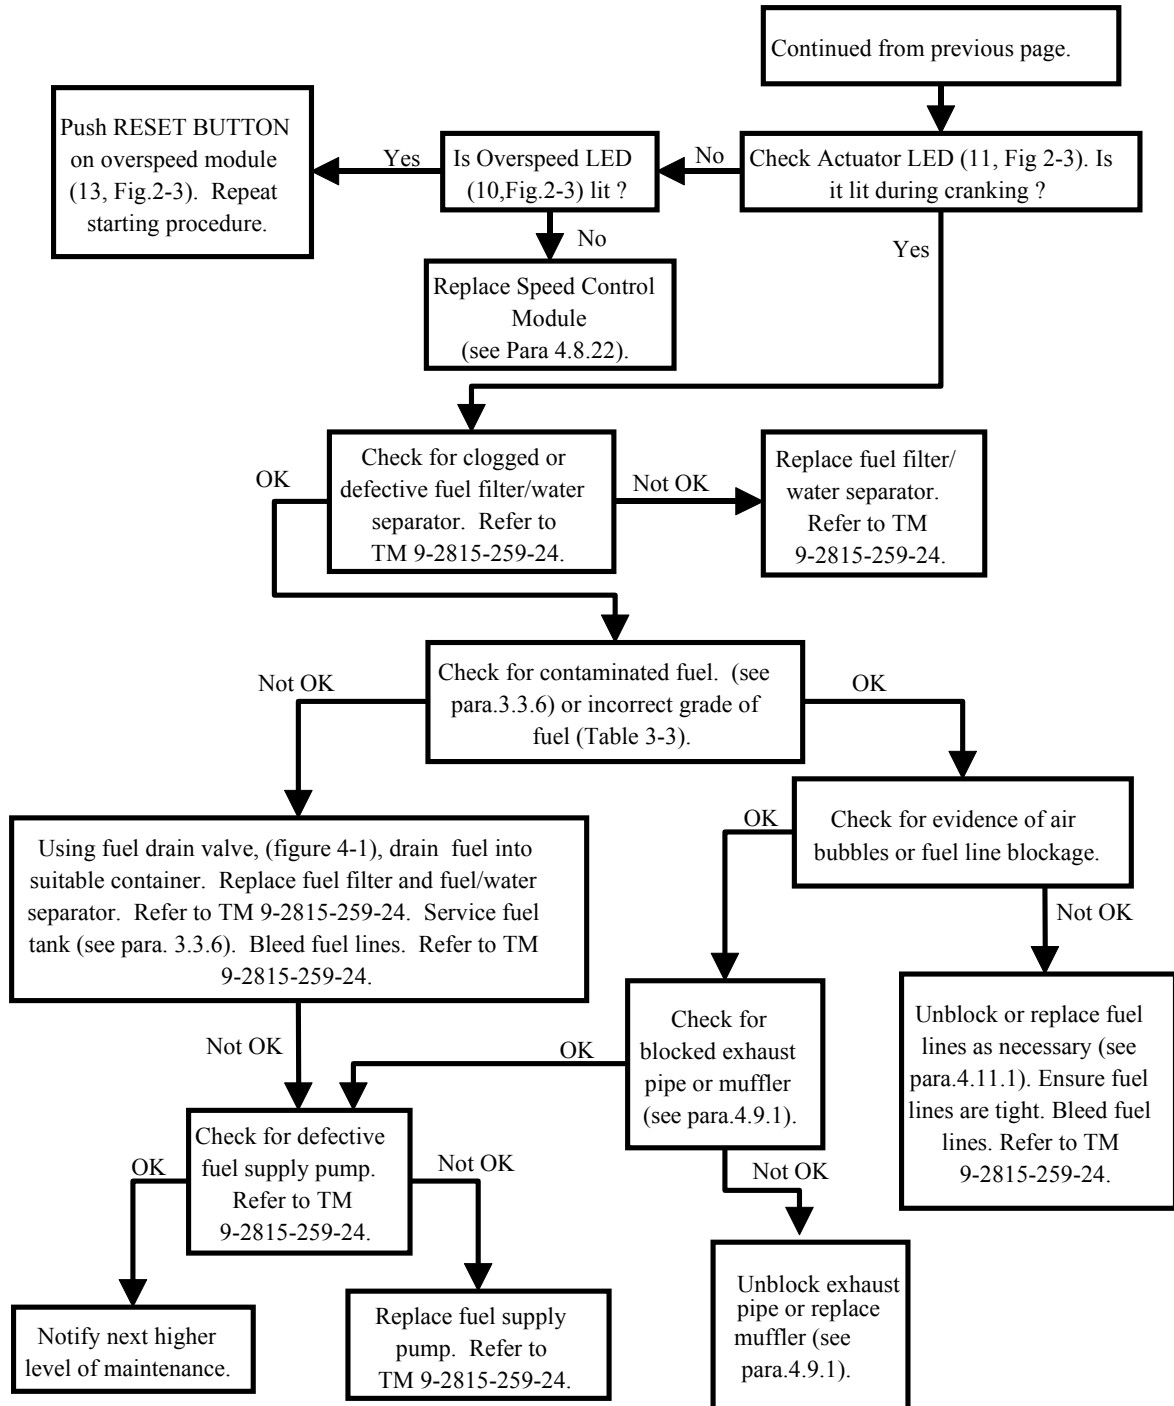 Continued from previous page.
Push RESET BUTTON
on overspeed module
(13, Fig.2-3). Repeat
starting procedure.
Yes
Is Overspeed LED
(10,Fig.2-3) lit ?
No
Check Actuator LED (11, Fig 2-3). Is
it lit during cranking ?
No
Yes
Replace Speed Control
Module
(see Para 4.8.22).
OK
Check for clogged or
defective fuel filter/water
separator. Refer to
TM 9-2815-259-24.
Not OK
Replace fuel filter/
water separator.
Refer to TM
9-2815-259-24.
Not OK
Check for contaminated fuel. (see
para.3.3.6) or incorrect grade of
fuel (Table 3-3).
OK
Using fuel drain valve, (figure 4-1), drain fuel into
suitable container. Replace fuel filter and fuel/water
separator. Refer to TM 9-2815-259-24. Service fuel
tank (see para. 3.3.6). Bleed fuel lines. Refer to TM
9-2815-259-24.
OK
Check for evidence of air
bubbles or fuel line blockage.
Not OK
Not OK
OK
Check for
blocked exhaust
pipe or muffler
(see para.4.9.1).
Unblock or replace fuel
lines as necessary (see
para.4.11.1). Ensure fuel
lines are tight. Bleed fuel
lines. Refer to TM
9-2815-259-24.
OK
Check for defective
fuel supply pump.
Refer to TM
9-2815-259-24.
Not OK
Not OK
Notify next higher
level of maintenance.
Replace fuel supply
pump. Refer to
TM 9-2815-259-24.
Unblock exhaust
pipe or replace
muffler (see
para.4.9.1).